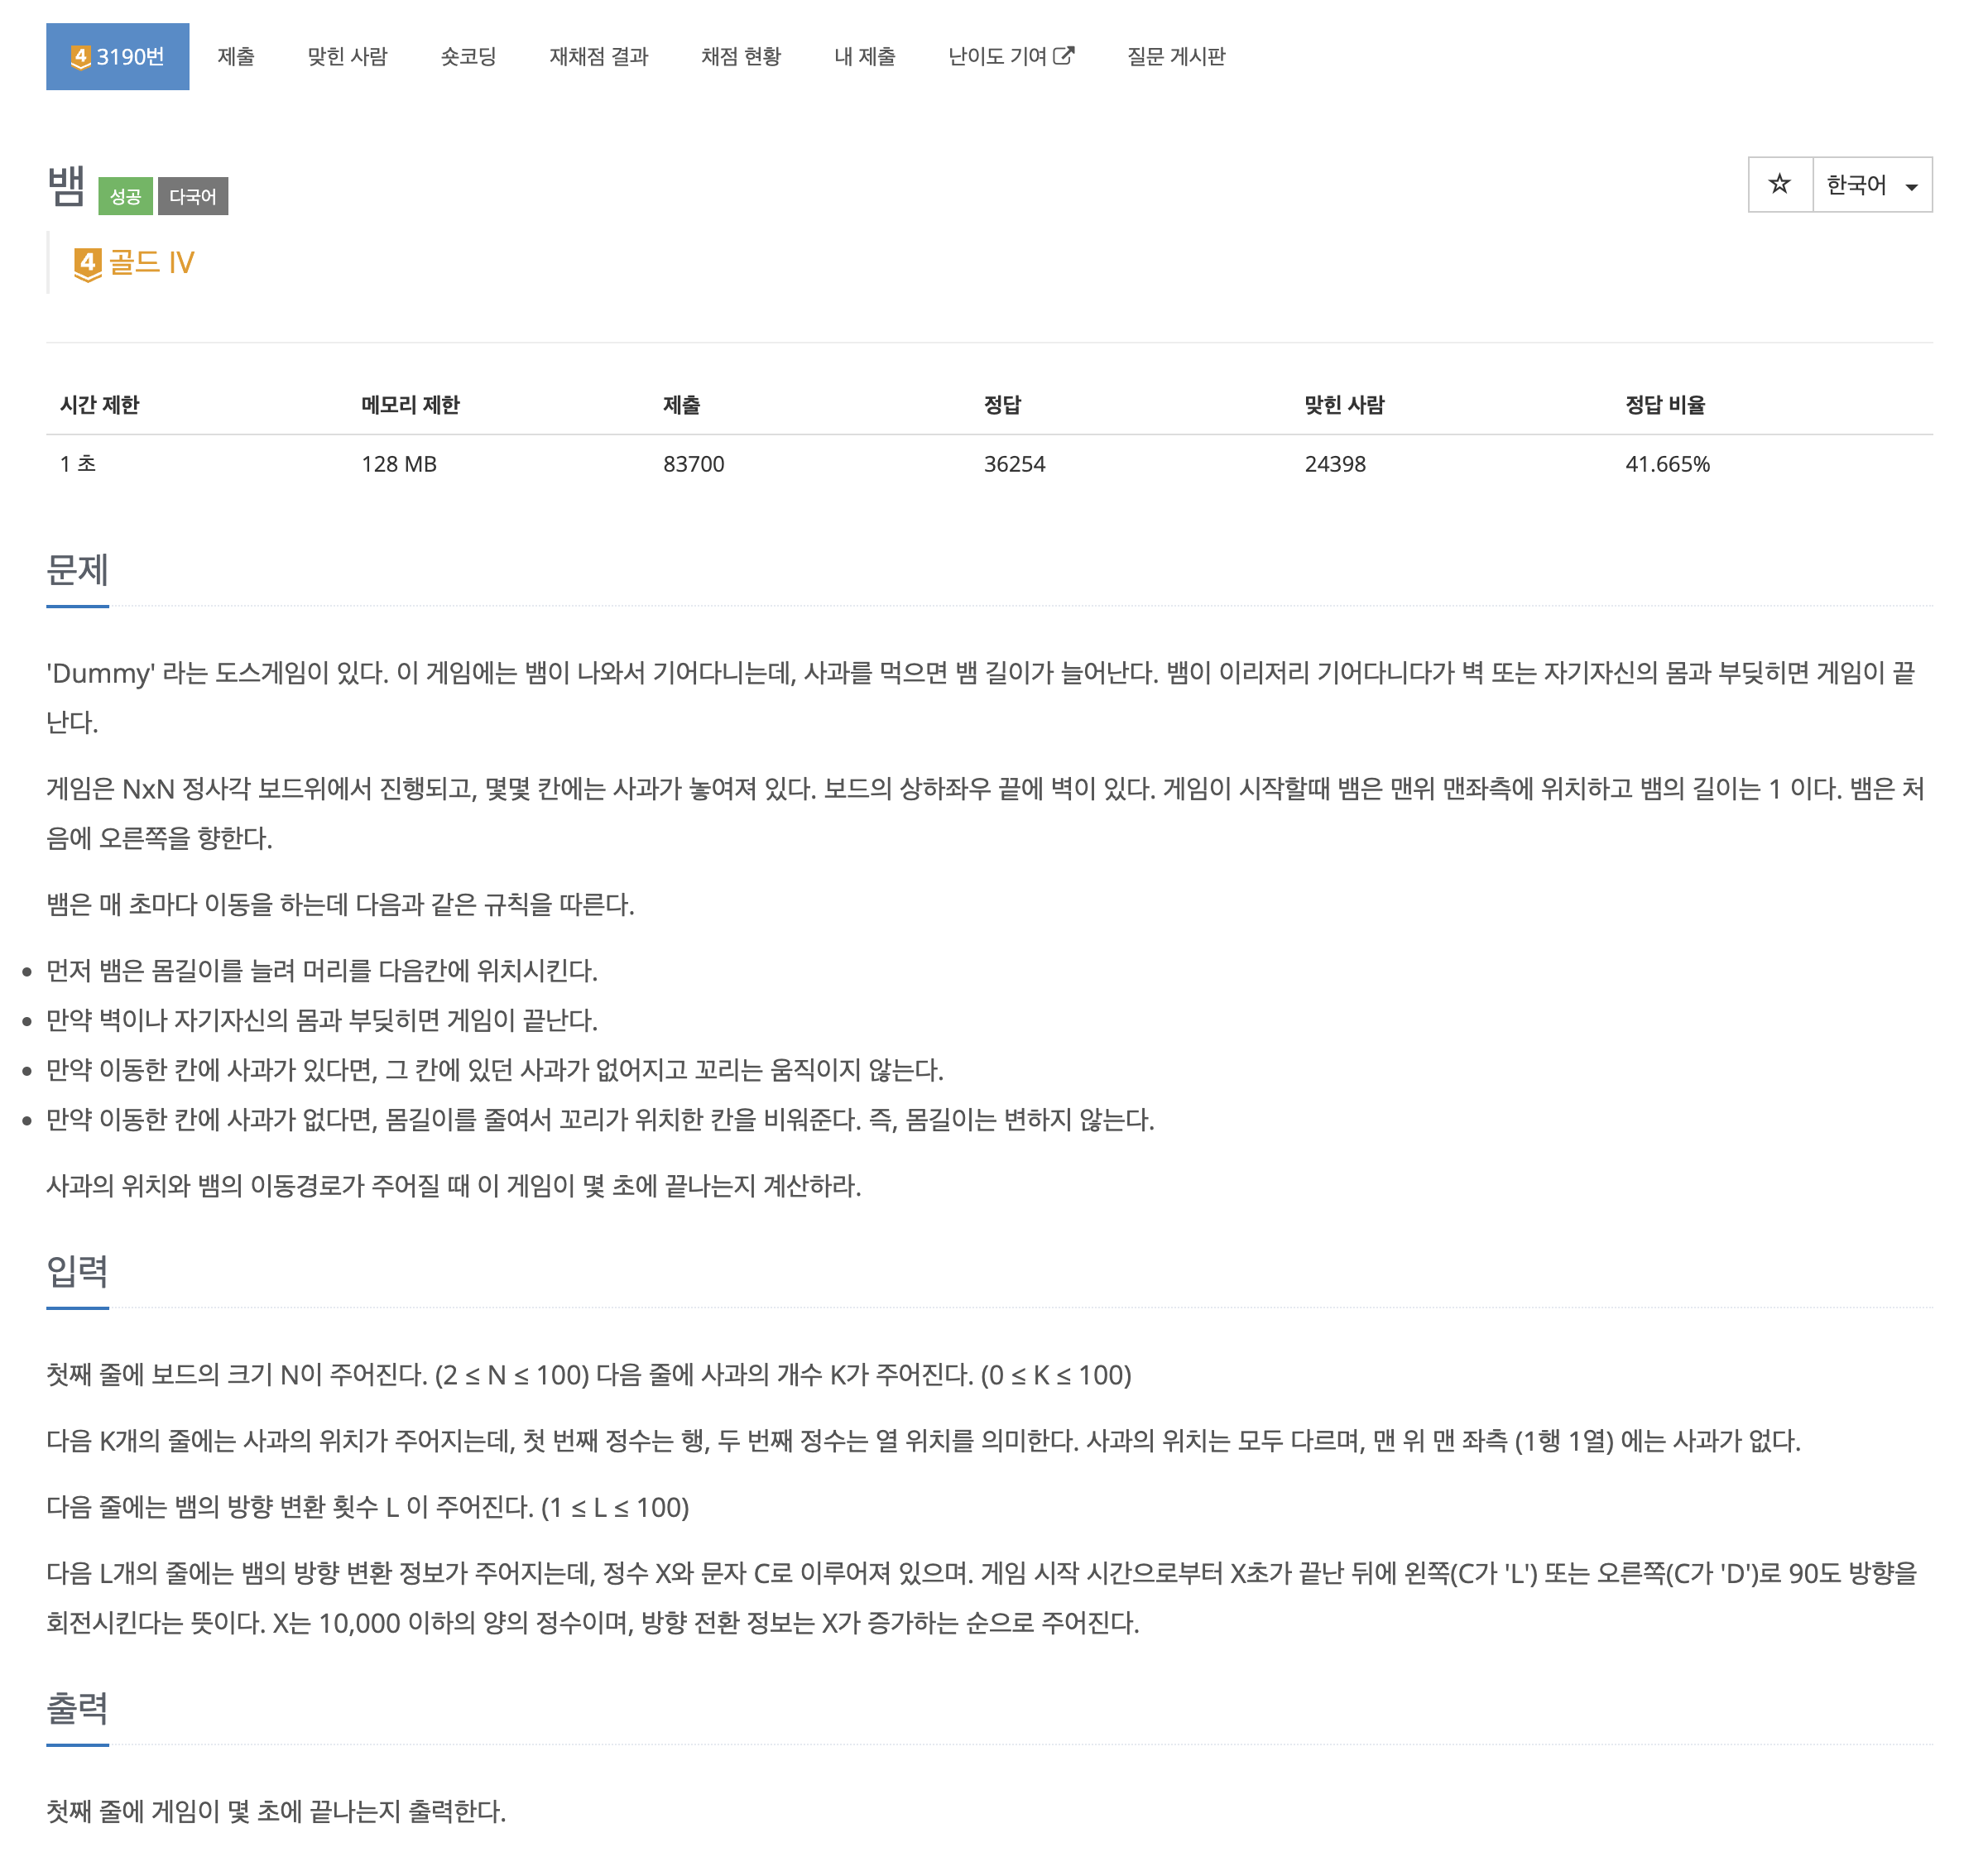 4 3190번 제출 맞힌 사람 숏코딩 재채점 결과 채점 현황 내 제출 난이도 기여 질문 게시판
뱀 성공 다국어
☆ 한국어
4 골드 IV
시간 제한 메모리 제한 제출 정답 맞힌 사람 정답 비율
1 초 128 MB 83700 36254 24398 41.665%
문제
'Dummy' 라는 도스게임이 있다. 이 게임에는 뱀이 나와서 기어다니는데, 사과를 먹으면 뱀 길이가 늘어난다. 뱀이 이리저리 기어다니다가 벽 또는 자기자신의 몸과 부딪히면 게임이 끝
난다.
게임은 NxN 정사각 보드위에서 진행되고, 몇몇 칸에는 사과가 놓여져 있다. 보드의 상하좌우 끝에 벽이 있다. 게임이 시작할때 뱀은 맨위 맨좌측에 위치하고 뱀의 길이는 1 이다. 뱀은 처
음에 오른쪽을 향한다.
뱀은 매 초마다 이동을 하는데 다음과 같은 규칙을 따른다.
• 먼저 뱀은 몸길이를 늘려 머리를 다음칸에 위치시킨다.
• 만약 벽이나 자기자신의 몸과 부딪히면 게임이 끝난다.
• 만약 이동한 칸에 사과가 있다면, 그 칸에 있던 사과가 없어지고 꼬리는 움직이지 않는다.
• 만약 이동한 칸에 사과가 없다면, 몸길이를 줄여서 꼬리가 위치한 칸을 비워준다. 즉, 몸길이는 변하지 않는다.
사과의 위치와 뱀의 이동경로가 주어질 때 이 게임이 몇 초에 끝나는지 계산하라.
입력
첫째 줄에 보드의 크기 N이 주어진다. (2 ≤ N ≤ 100) 다음 줄에 사과의 개수 K가 주어진다. (0 ≤ K ≤ 100)
다음 K개의 줄에는 사과의 위치가 주어지는데, 첫 번째 정수는 행, 두 번째 정수는 열 위치를 의미한다. 사과의 위치는 모두 다르며, 맨 위 맨 좌측 (1행 1열) 에는 사과가 없다.
다음 줄에는 뱀의 방향 변환 횟수 L 이 주어진다. (1 ≤ L ≤ 100)
다음 L개의 줄에는 뱀의 방향 변환 정보가 주어지는데, 정수 X와 문자 C로 이루어져 있으며. 게임 시작 시간으로부터 X초가 끝난 뒤에 왼쪽(C가 'L') 또는 오른쪽(C가 'D')로 90도 방향을
회전시킨다는 뜻이다. X는 10,000 이하의 양의 정수이며, 방향 전환 정보는 X가 증가하는 순으로 주어진다.
출력
첫째 줄에 게임이 몇 초에 끝나는지 출력한다.